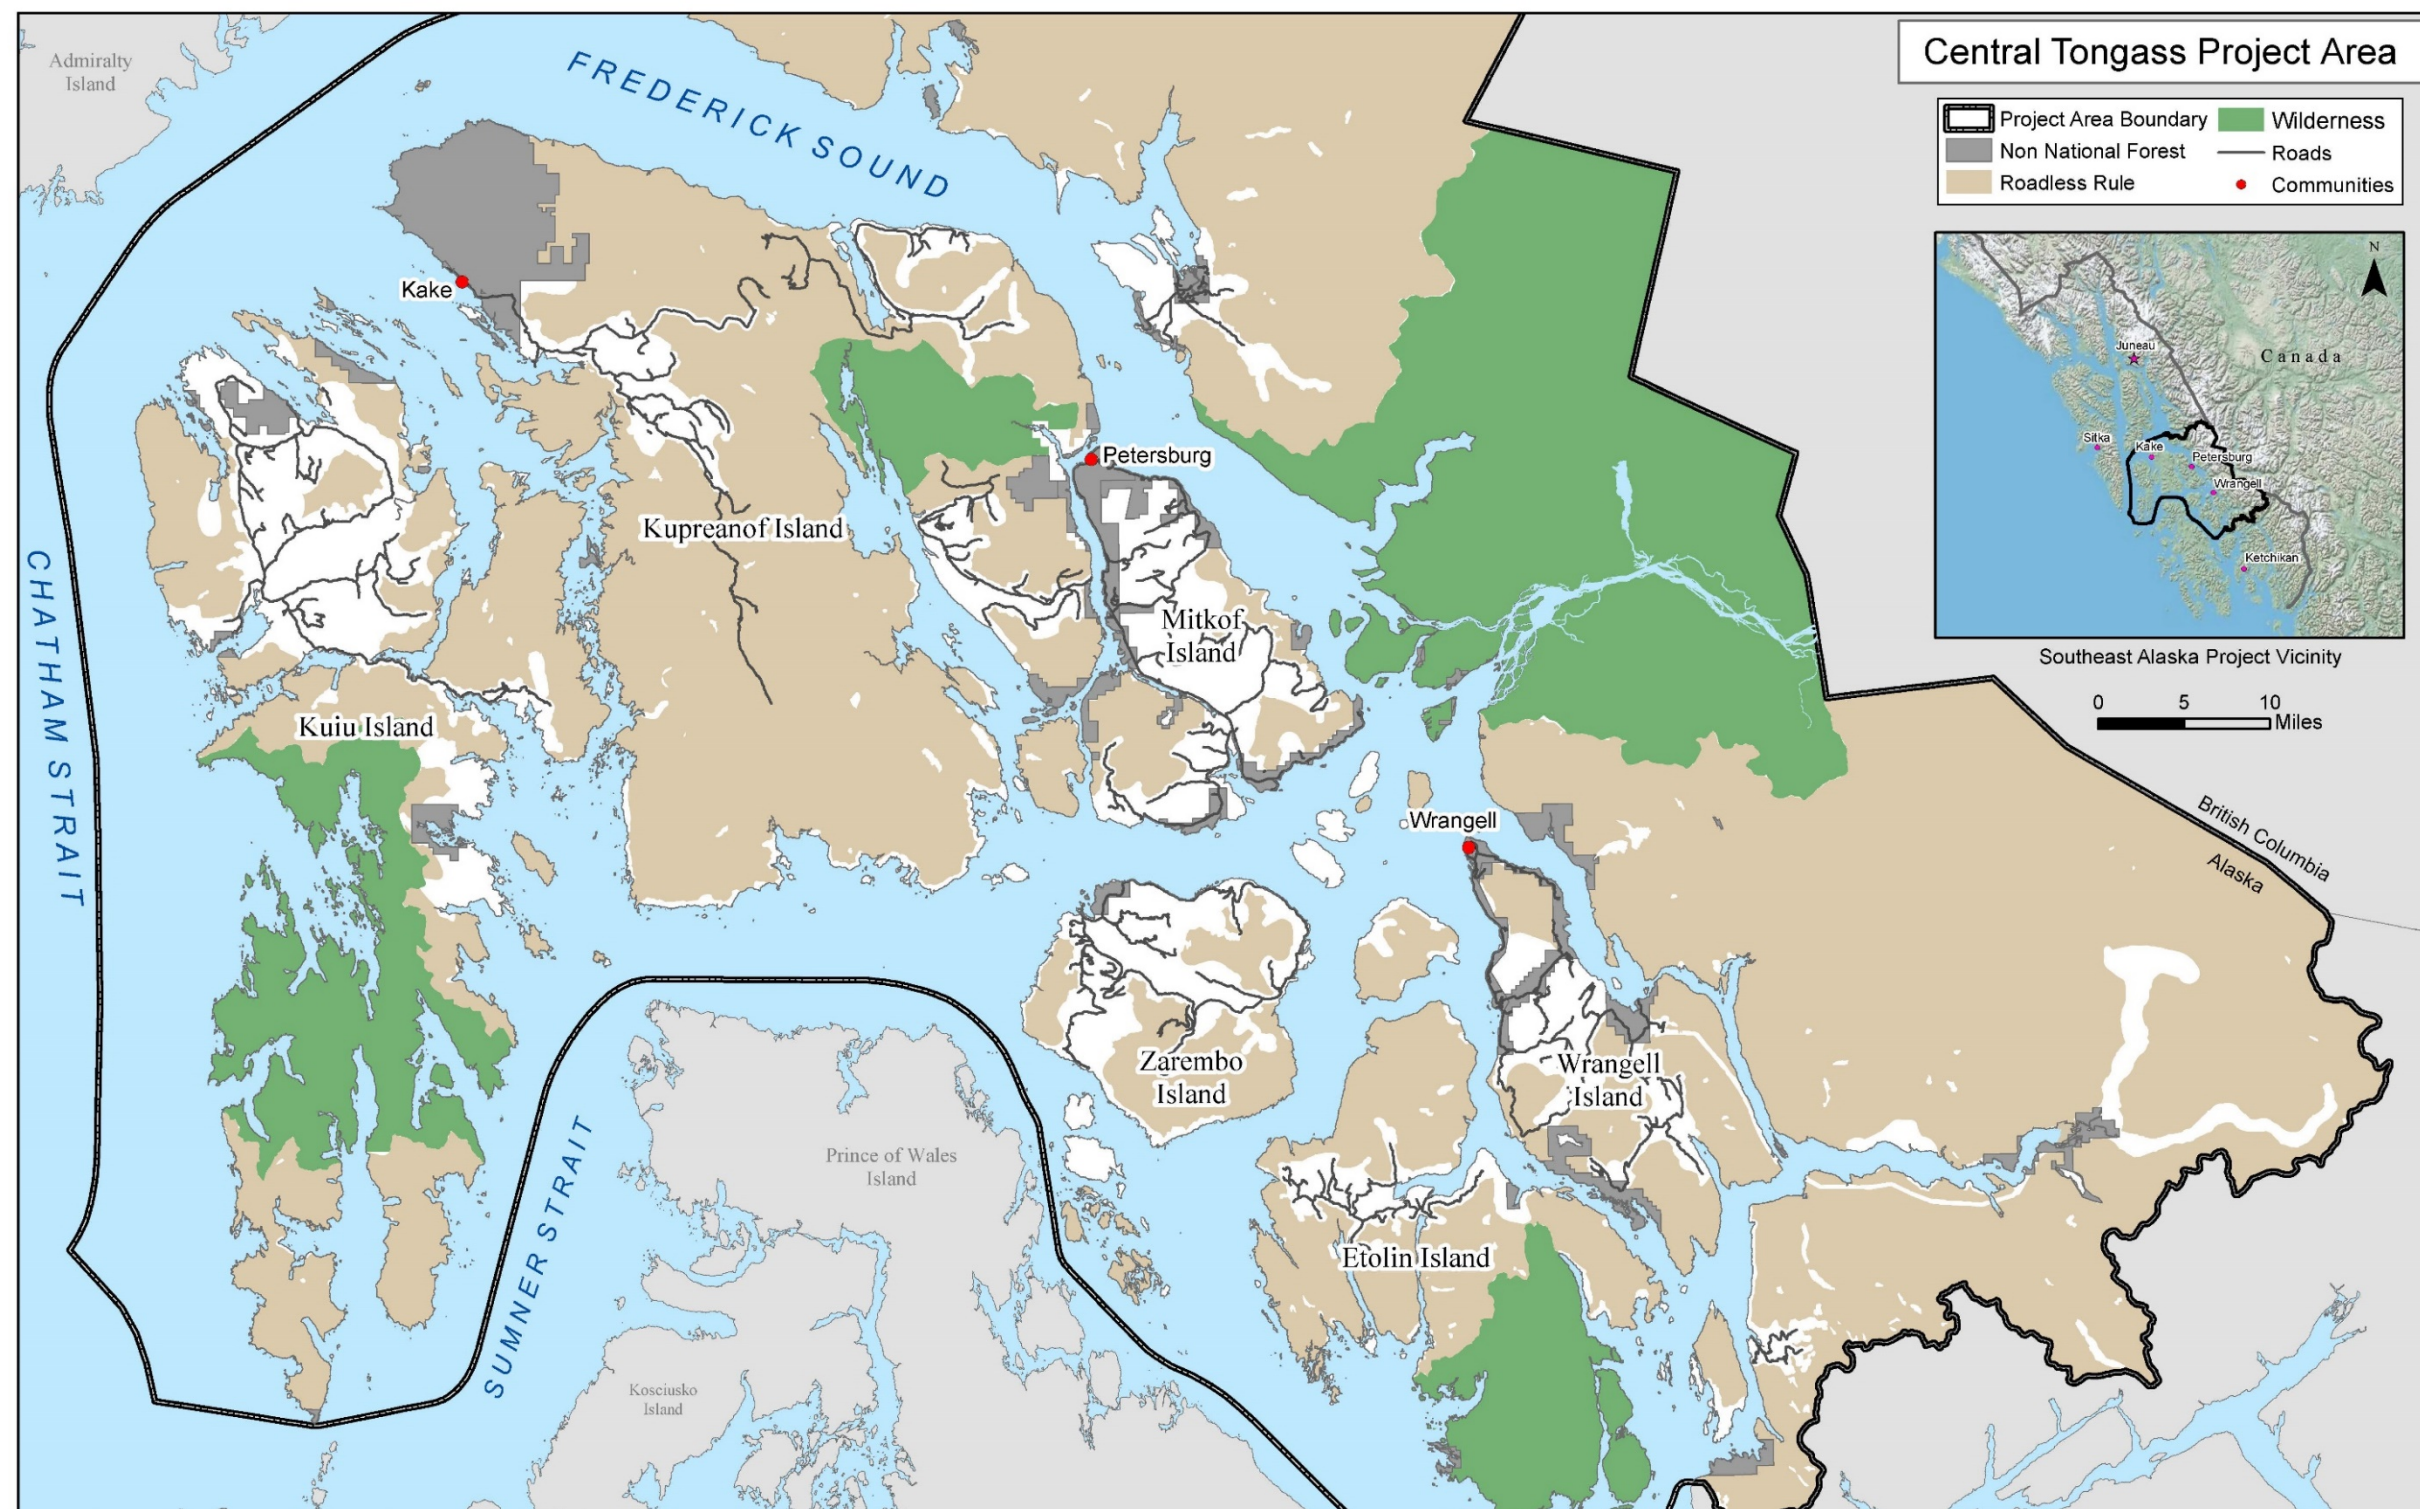 Central Tongass Project Area
Project Area Boundary
Non National Forest
Roadless Rule
Wilderness
Roads
Communities
N
Juneau
Canada
Sitka
Kake
Petersburg
Wrangell
Ketchikan
Southeast Alaska Project Vicinity
0 5 10
Miles
Admiralty
Island
FREDERICK SOUND
Kake
Petersburg
Kupreanof Island
Mitkof
Island
CHATHAM STRAIT
Kuiu Island
Wrangell
British Columbia
Alaska
Zarembo
Island
Wrangell
Island
Prince of Wales
Island
SUMNER STRAIT
Etolin Island
Kosciusko
Island